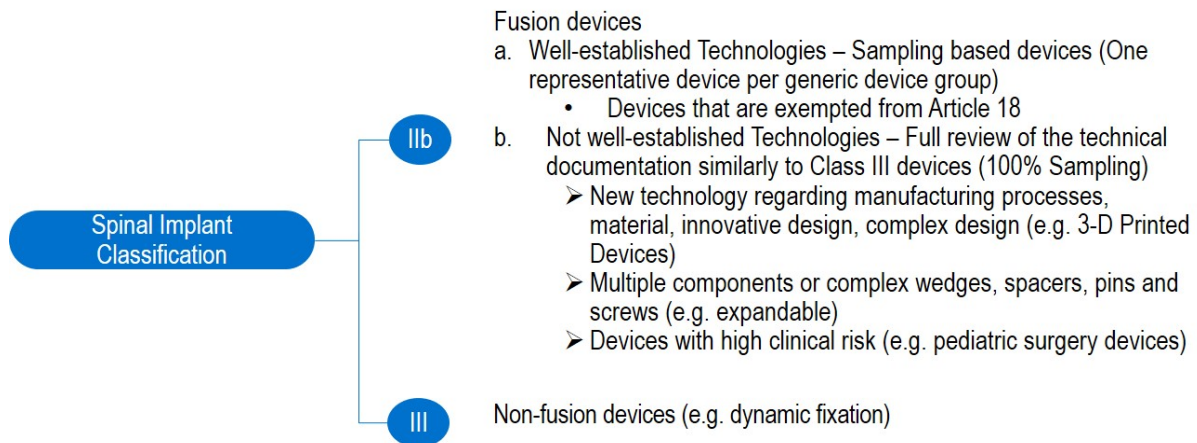 Fusion devices
a. Well-established Technologies – Sampling based devices (One
representative device per generic device group)
• Devices that are exempted from Article 18
IIb
b. Not well-established Technologies – Full review of the technical
documentation similarly to Class III devices (100% Sampling)
➢ New technology regarding manufacturing processes,
material, innovative design, complex design (e.g. 3-D Printed
Devices)
Spinal Implant
Classification
➢ Multiple components or complex wedges, spacers, pins and
screws (e.g. expandable)
➢ Devices with high clinical risk (e.g. pediatric surgery devices)
III
Non-fusion devices (e.g. dynamic fixation)